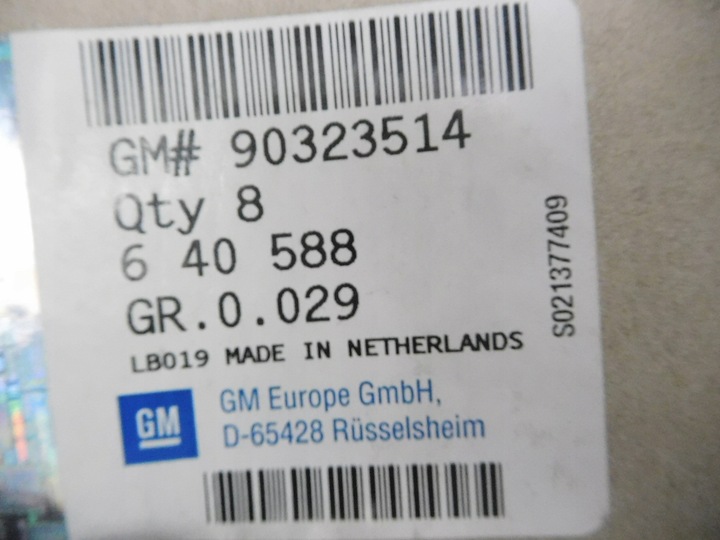 GM# 90323514
Qty 8
6 40 588
GR.0.029
LB019 MADE IN NETHERLANDS
GM
GM Europe GmbH,
D-65428 Rüsselsheim
S021377409